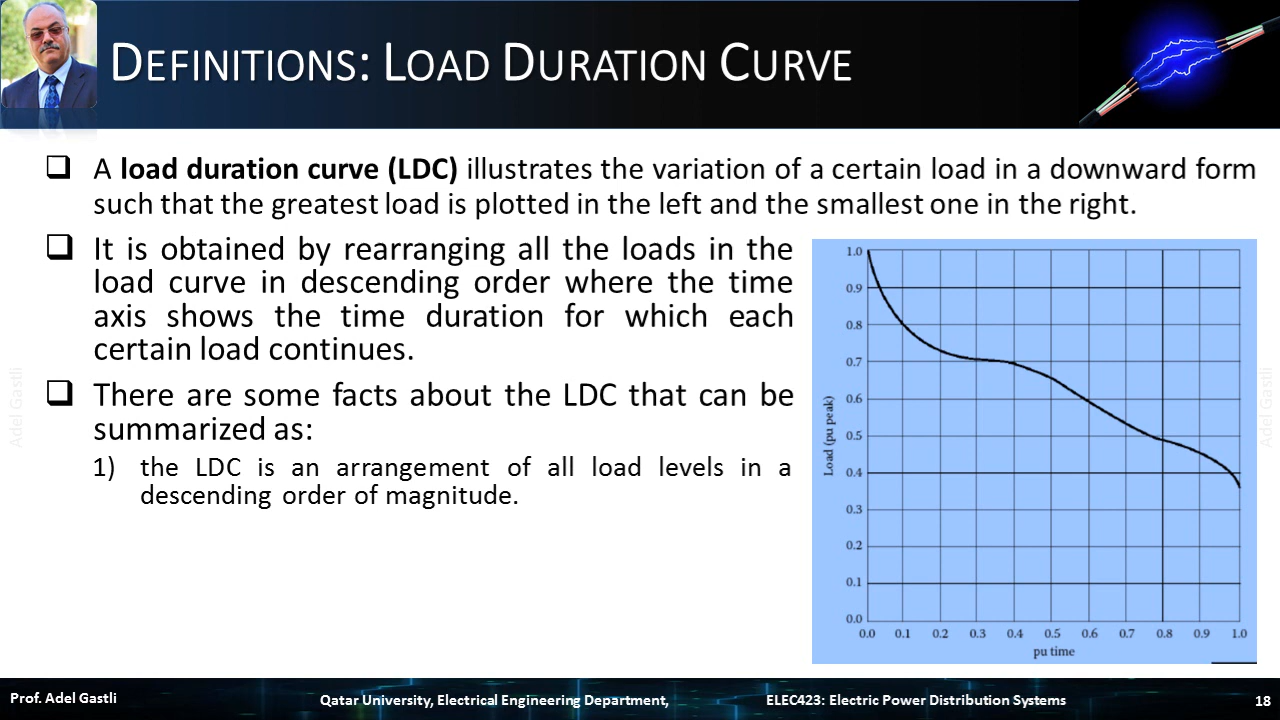 DEFINITIONS: LOAD DURATION CURVE
❑ A load duration curve (LDC) illustrates the variation of a certain load in a downward form
such that the greatest load is plotted in the left and the smallest one in the right.
❑ It is obtained by rearranging all the loads in the
load curve in descending order where the time
axis shows the time duration for which each
certain load continues.
❑ There are some facts about the LDC that can be
summarized as:
1) the LDC is an arrangement of all load levels in a
descending order of magnitude.
Load (pu peak)
1.0
0.9
0.8
0.7
0.6
0.5
0.4
0.3
0.2
0.1
0.0
0.0 0.1 0.2 0.3 0.4 0.5 0.6 0.7 0.8 0.9 1.0
pu time
Adel Gastli
Adel Gastli
Prof. Adel Gastli Qatar University, Electrical Engineering Department, ELEC423: Electric Power Distribution Systems 18